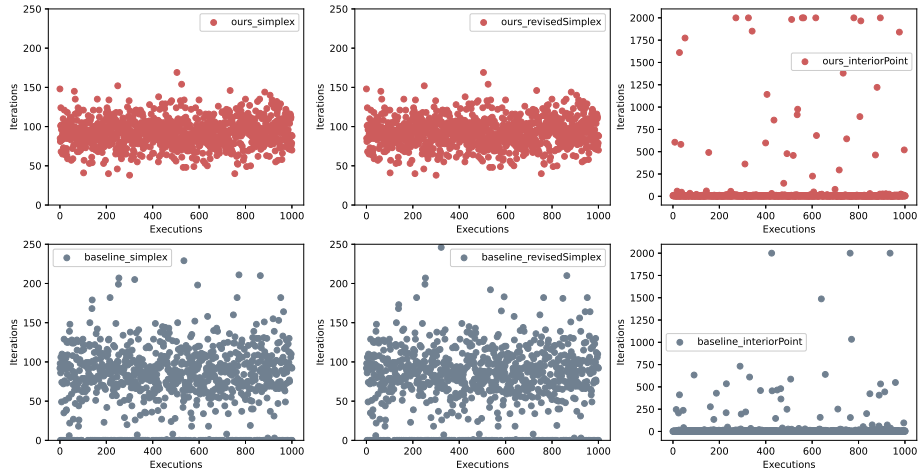 250
200
150
100
50
0
Iterations
ours_simplex
0 200 400 600 800 1000
Executions
250
200
150
100
50
0
Iterations
ours_revisedSimplex
0 200 400 600 800 1000
Executions
2000
1750
1500
1250
1000
750
500
250
0
Iterations
ours_interiorPoint
0 200 400 600 800 1000
Executions
250
200
150
100
50
0
Iterations
baseline_simplex
0 200 400 600 800 1000
Executions
250
200
150
100
50
0
Iterations
baseline_revisedSimplex
0 200 400 600 800 1000
Executions
2000
1750
1500
1250
1000
750
500
250
0
Iterations
baseline_interiorPoint
0 200 400 600 800 1000
Executions